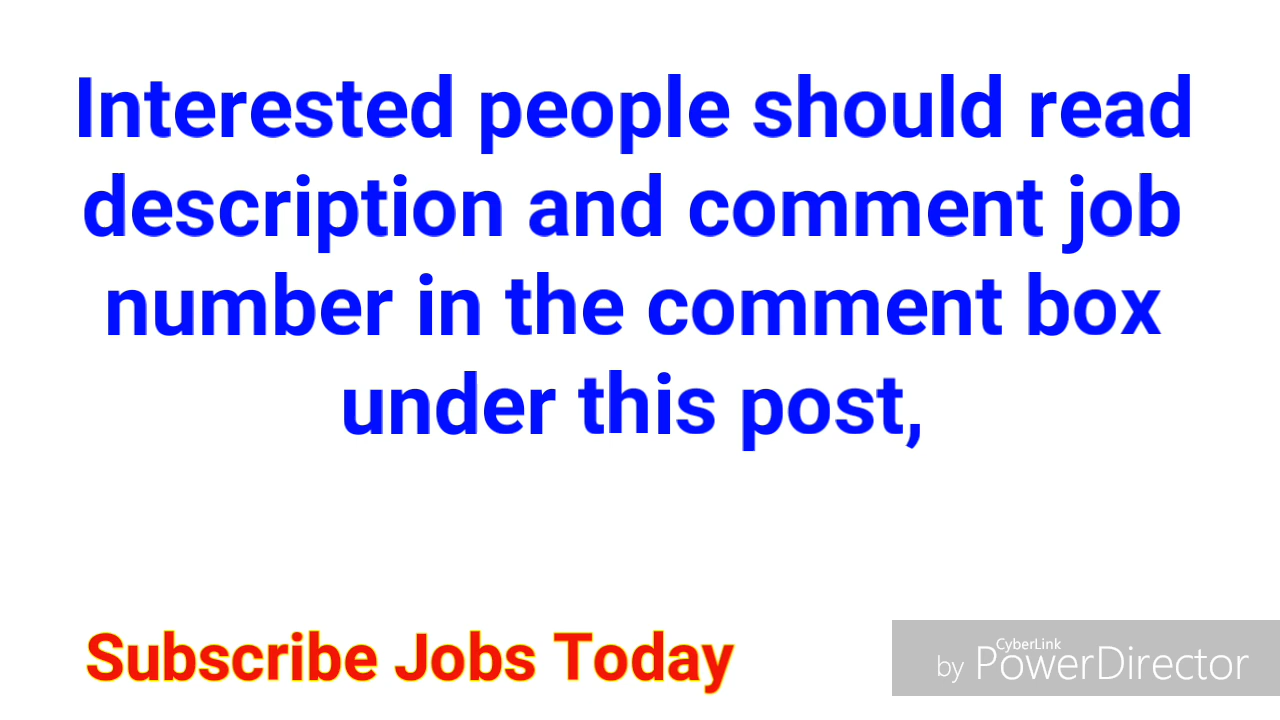 Interested people should read
description and comment job
number in the comment box
under this post,
Subscribe Jobs Today
CyberLink
by PowerDirector